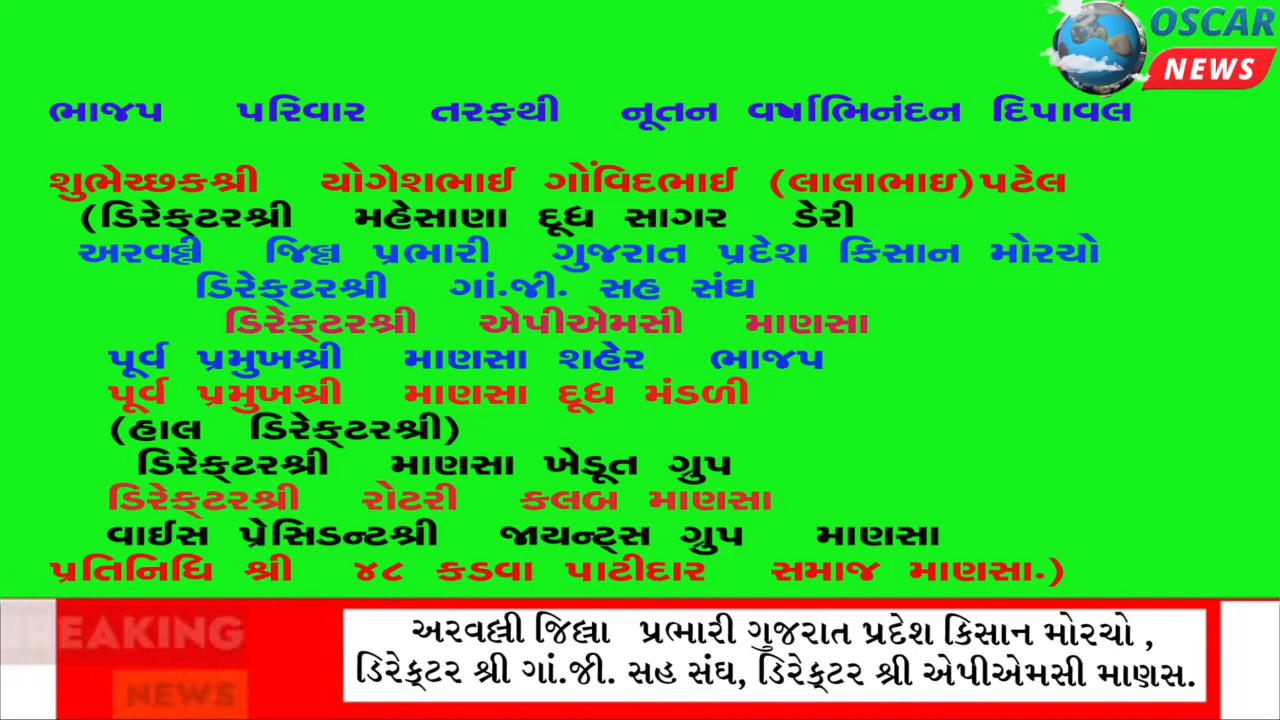 OSCAR
NEWS
ભાજપ પરિવાર તરફથી નૂતન વર્ષાભિનંદન દિપાવલ
શુભેચ્છકશ્રી યોગેશભાઈ ગોંવિદભાઈ (લાલાભાઇ)પટેલ
(ડિરેક્ટરશ્રી મહેસાણા દૂધ સાગર ડેરી
અરવલ્લી જિલ્લ પ્રભારી ગુજરાત પ્રદેશ કિસાન મોરચો
ડિરેક્ટરશ્રી ગાં.જી. સહ સંઘ
ડિરેક્ટરશ્રી એપીએમસી માણસા
પૂર્વ પ્રમુખશ્રી માણસા શહેર ભાજપ
પૂર્વ પ્રમુખશ્રી માણસા દૂધ મંડળી
(હાલ ડિરેક્ટરશ્રી)
ડિરેક્ટરશ્રી માણસા ખેડૂત ગ્રુપ
ડિરેક્ટરશ્રી રોટરી કલબ માણસા
વાઈસ પ્રેસિડન્ટશ્રી જાયન્ટ્સ ગ્રુપ માણસા
પ્રતિનિધિ શ્રી ૪૮ કડવા પાટીદાર સમાજ માણસા.)
BREAKING
NEWS
અરવલ્લી જિલ્લા પ્રભારી ગુજરાત પ્રદેશ કિસાન મોરચો ,
ડિરેક્ટર શ્રી ગાં.જી. સહ સંઘ, ડિરેક્ટર શ્રી એપીએમસી માણસ.